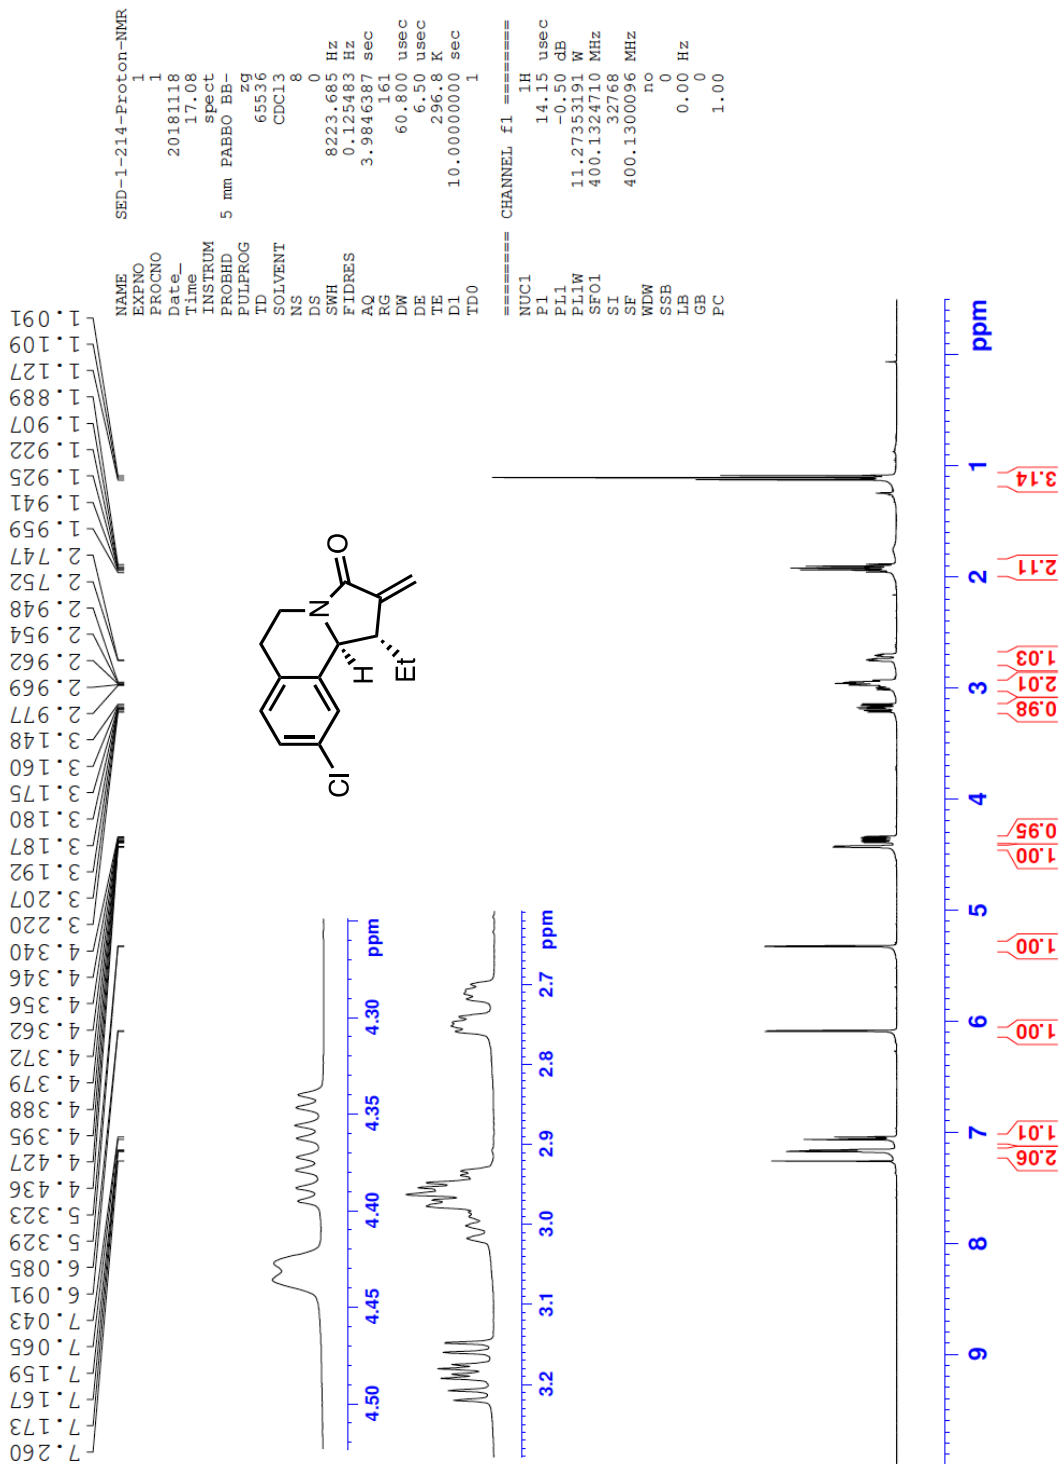 7.260
7.173
7.167
7.159
7.065
7.043
6.091
6.085
5.329
5.323
4.436
4.427
4.395
4.388
4.379
4.372
4.362
4.356
4.346
4.340
3.220
3.207
3.192
3.187
3.180
3.175
3.160
3.148
2.977
2.969
2.962
2.954
2.948
2.752
2.747
1.959
1.941
1.925
1.922
1.907
1.889
1.127
1.109
1.091
NAME SED-1-214-Proton-NMR
EXPNO 1
PROCNO 1
Date_ 20181118
Time 17.08
INSTRUM spect
PROBHD 5 mm PABBO BB-
PULPROG zg
TD 65536
SOLVENT CDCl3
NS 8
DS 0
SWH 8223.685 Hz
FIDRES 0.125483 Hz
AQ 3.9846387 sec
RG 161
DW 60.800 usec
DE 6.50 usec
TE 296.8 K
D1 10.00000000 sec
TD0 1
======== CHANNEL f1 ========
NUC1 1H
P1 14.15 usec
PL1 -0.50 dB
PL1W 11.27353191 W
SFO1 400.1324710 MHz
SI 32768
SF 400.1300096 MHz
WDW no
SSB 0
LB 0.00 Hz
GB 0
PC 1.00
Cl
N
O
H
Et
4.50 4.45 4.40 4.35 4.30 ppm
3.2 3.1 3.0 2.9 2.8 2.7 ppm
9 8 7 6 5 4 3 2 1 ppm
2.06
1.01
1.00
1.00
1.00
0.95
0.98
2.01
1.03
2.11
3.14